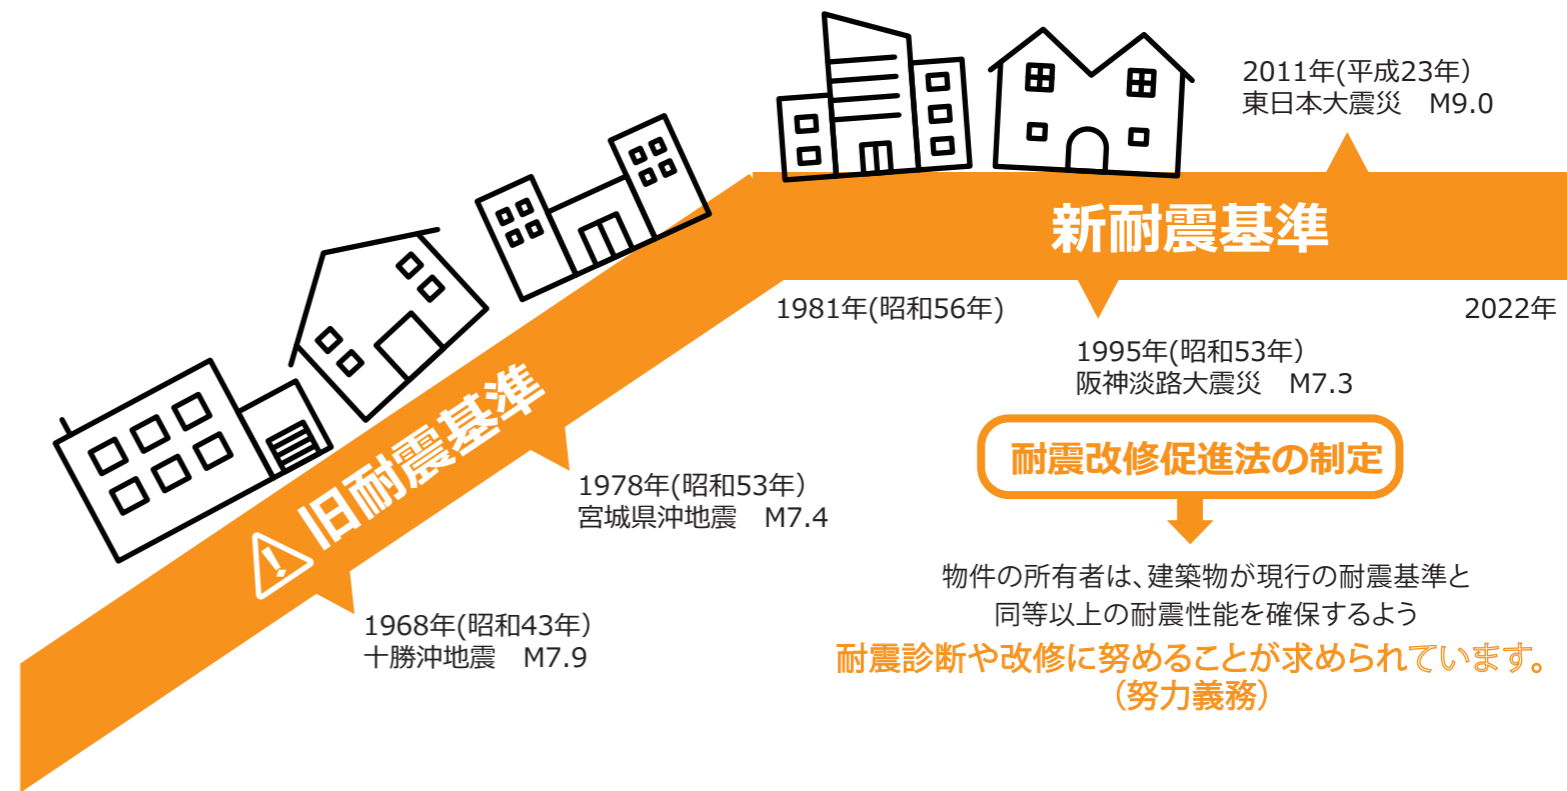 2011年(平成23年)
東日本大震災　M9.0
新耐震基準
1981年(昭和56年)
2022年
1995年(昭和53年)
阪神淡路大震災　M7.3
耐震改修促進法の制定
物件の所有者は、建築物が現行の耐震基準と
同等以上の耐震性能を確保するよう
耐震診断や改修に努めることが求められています。
（努力義務）
旧耐震基準
1978年(昭和53年)
宮城県沖地震　M7.4
1968年(昭和43年)
十勝沖地震　M7.9